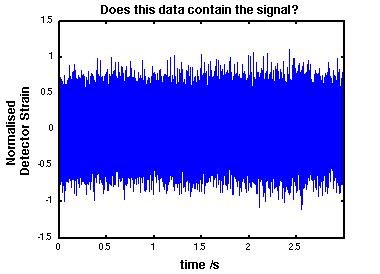 Does this data contain the signal?
1.5
1
0.5
0
-0.5
-1
-1.5
Normalised
Detector Strain
0 0.5 1 1.5 2 2.5
time /s